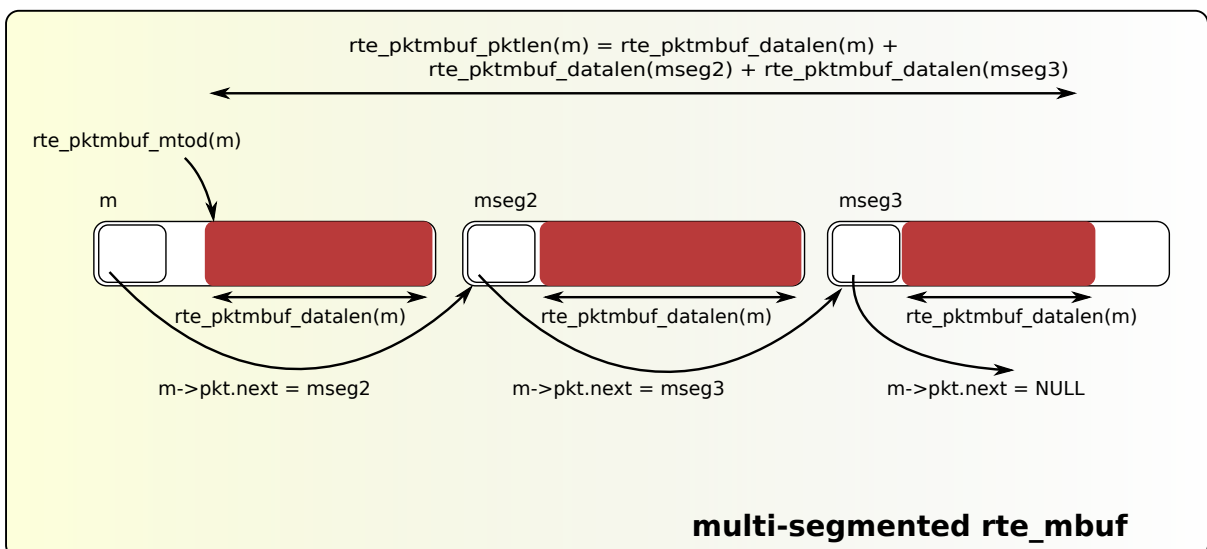 rte_pktmbuf_pktlen(m) = rte_pktmbuf_datalen(m) +
rte_pktmbuf_datalen(mseg2) + rte_pktmbuf_datalen(mseg3)
rte_pktmbuf_mtod(m)
m
mseg2
mseg3
rte_pktmbuf_datalen(m)
rte_pktmbuf_datalen(m)
rte_pktmbuf_datalen(m)
m->pkt.next = mseg2
m->pkt.next = mseg3
m->pkt.next = NULL
multi-segmented rte_mbuf